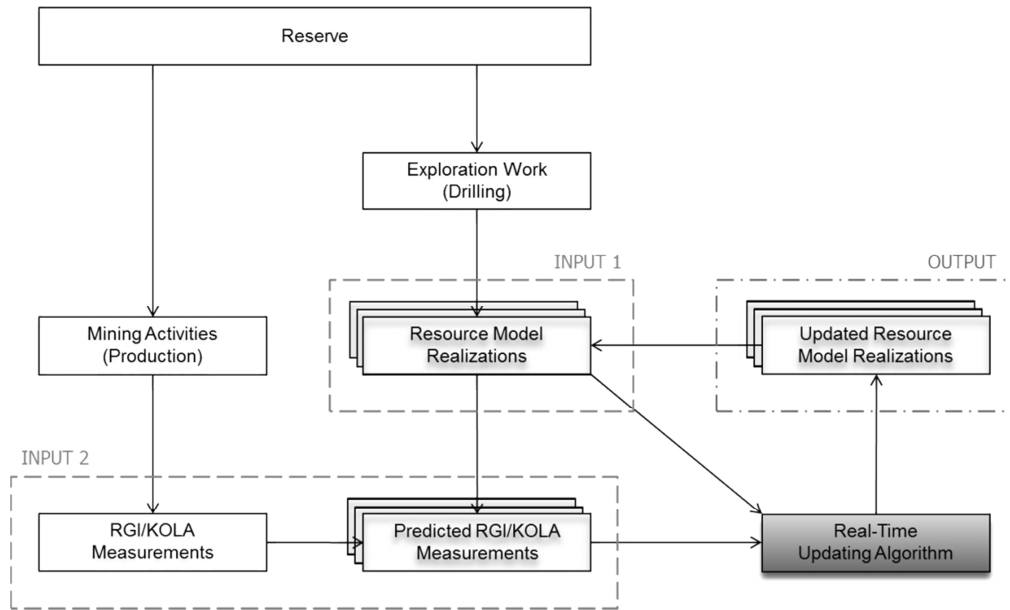 Reserve
Exploration Work
(Drilling)
INPUT 1
OUTPUT
Mining Activities
(Production)
Resource Model
Realizations
Updated Resource
Model Realizations
INPUT 2
RGI/KOLA
Measurements
Predicted RGI/KOLA
Measurements
Real-Time
Updating Algorithm